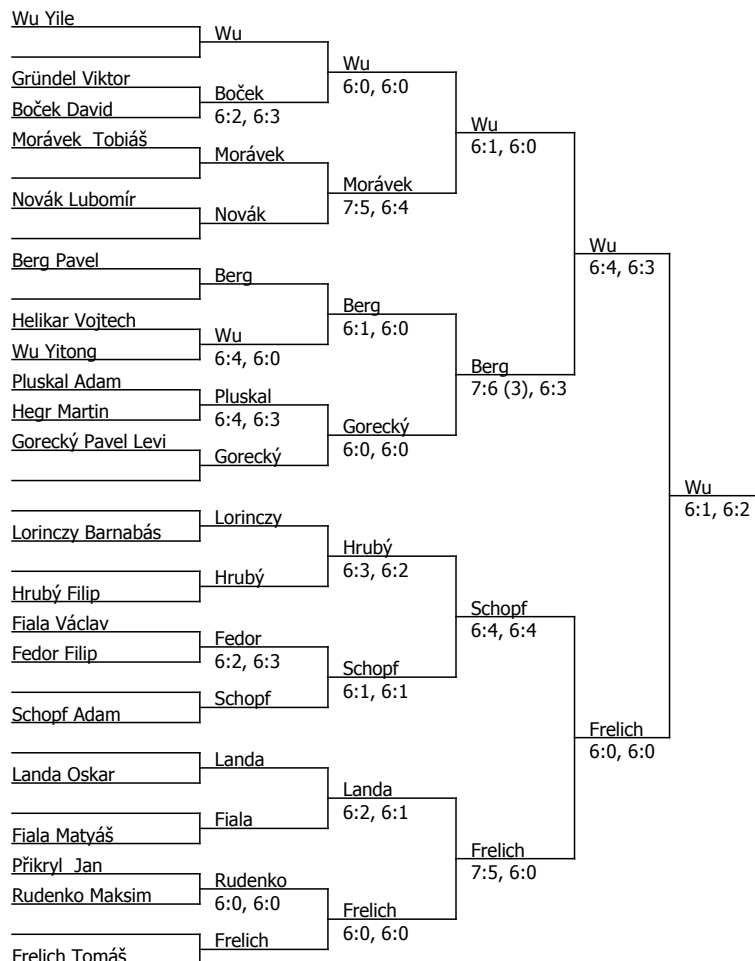 Wu Yile
Gründel Viktor
Boček David
Morávek  Tobiáš
Novák Lubomír
Berg Pavel
Helikar Vojtech
Wu Yitong
Pluskal Adam
Hegr Martin
Gorecký Pavel Levi
Lorinczy Barnabás
Hrubý Filip
Fiala Václav
Fedor Filip
Schopf Adam
Landa Oskar
Fiala Matyáš
Přikryl  Jan
Rudenko Maksim
Frelich Tomáš
Wu
Boček
6:2, 6:3
Morávek
Novák
Berg
Wu
6:4, 6:0
Pluskal
6:4, 6:3
Gorecký
Lorinczy
Hrubý
Fedor
6:2, 6:3
Schopf
Landa
Fiala
Rudenko
6:0, 6:0
Frelich
Wu
6:0, 6:0
Morávek
7:5, 6:4
Berg
6:1, 6:0
Gorecký
6:0, 6:0
Hrubý
6:3, 6:2
Schopf
6:1, 6:1
Landa
6:2, 6:1
Frelich
6:0, 6:0
Wu
6:1, 6:0
Berg
7:6 (3), 6:3
Schopf
6:4, 6:4
Frelich
7:5, 6:0
Wu
6:4, 6:3
Frelich
6:0, 6:0
Wu
6:1, 6:2